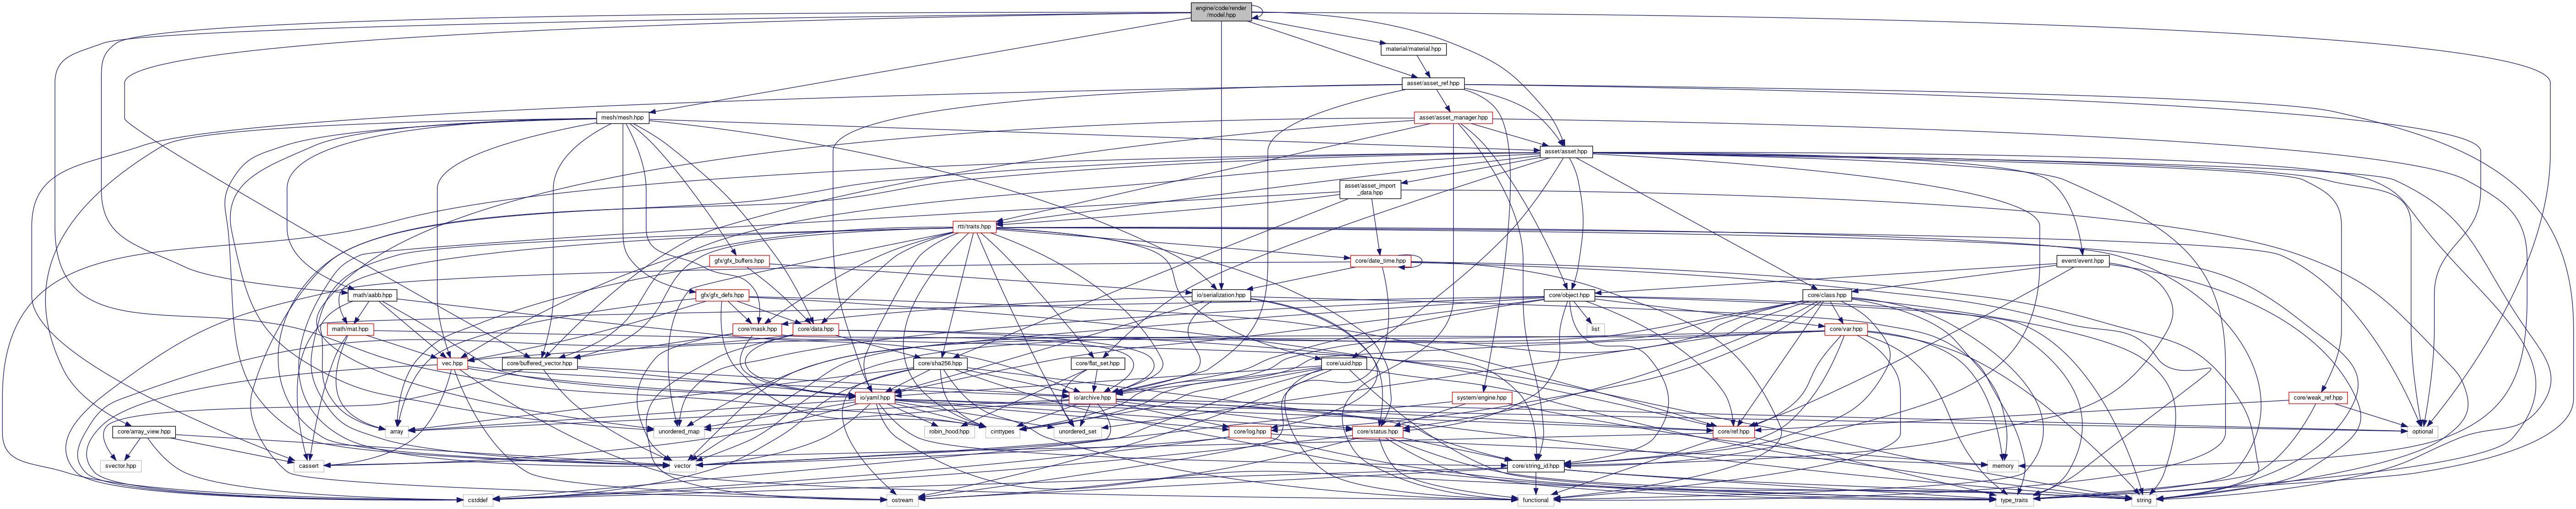 engine/code/render
/model.hpp
material/material.hpp
asset/asset_ref.hpp
mesh/mesh.hpp
asset/asset_manager.hpp
asset/asset.hpp
asset/asset_import
_data.hpp
rtti/traits.hpp
gfx/gfx_buffers.hpp
core/date_time.hpp
event/event.hpp
math/aabb.hpp
gfx/gfx_defs.hpp
io/serialization.hpp
core/object.hpp
core/class.hpp
math/mat.hpp
core/mask.hpp
core/data.hpp
list
core/var.hpp
vec.hpp
core/buffered_vector.hpp
core/sha256.hpp
core/flat_set.hpp
core/uuid.hpp
io/yaml.hpp
io/archive.hpp
system/engine.hpp
core/weak_ref.hpp
core/array_view.hpp
array
unordered_map
robin_hood.hpp
cinttypes
unordered_set
core/log.hpp
core/status.hpp
core/ref.hpp
optional
svector.hpp
cassert
vector
core/string_id.hpp
memory
cstddef
ostream
functional
type_traits
string